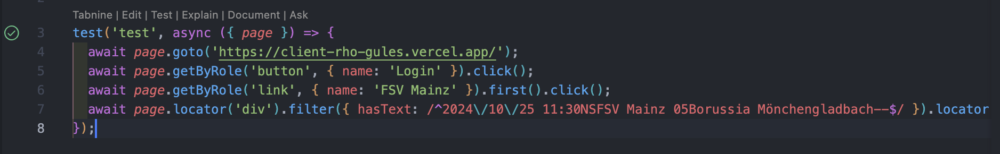 Tabnine | Edit | Test | Explain | Document | Ask
3 test('test', async ({ page }) => {
4 await page.goto('https://client-rho-gules.vercel.app/');
5 await page.getByRole('button', { name: 'Login' }).click();
6 await page.getByRole('link', { name: 'FSV Mainz' }).first().click();
7 await page.locator('div').filter({ hasText: /^2024\/10\/25 11:30NSFSV Mainz 05Borussia Mönchengladbach--$/ }).locator
8 });